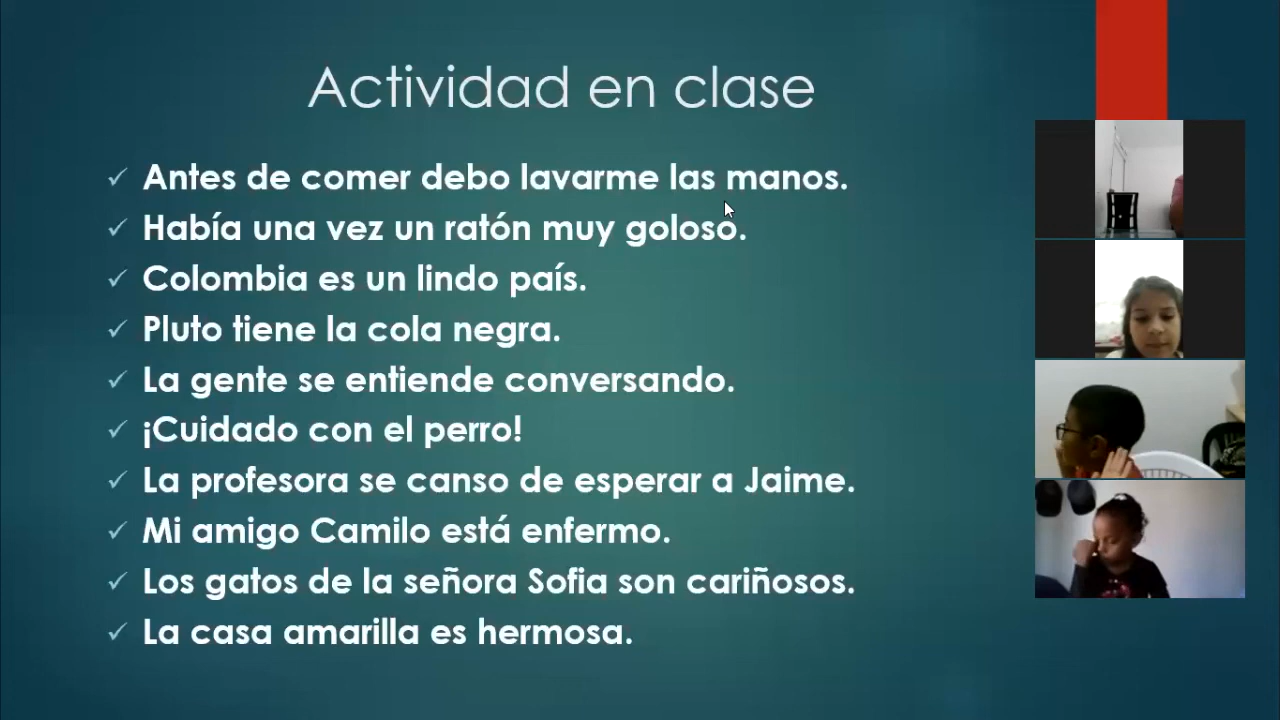 Actividad en clase
Antes de comer debo lavarme las manos.
Había una vez un ratón muy goloso.
Colombia es un lindo país.
Pluto tiene la cola negra.
La gente se entiende conversando.
¡Cuidado con el perro!
La profesora se canso de esperar a Jaime.
Mi amigo Camilo está enfermo.
Los gatos de la señora Sofia son cariñosos.
La casa amarilla es hermosa.